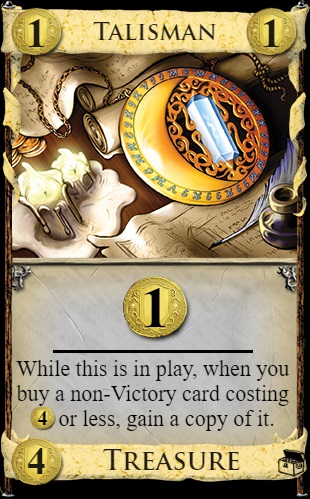 1 TALISMAN 1
1
While this is in play, when you
buy a non-Victory card costing
4 or less, gain a copy of it.
4 TREASURE